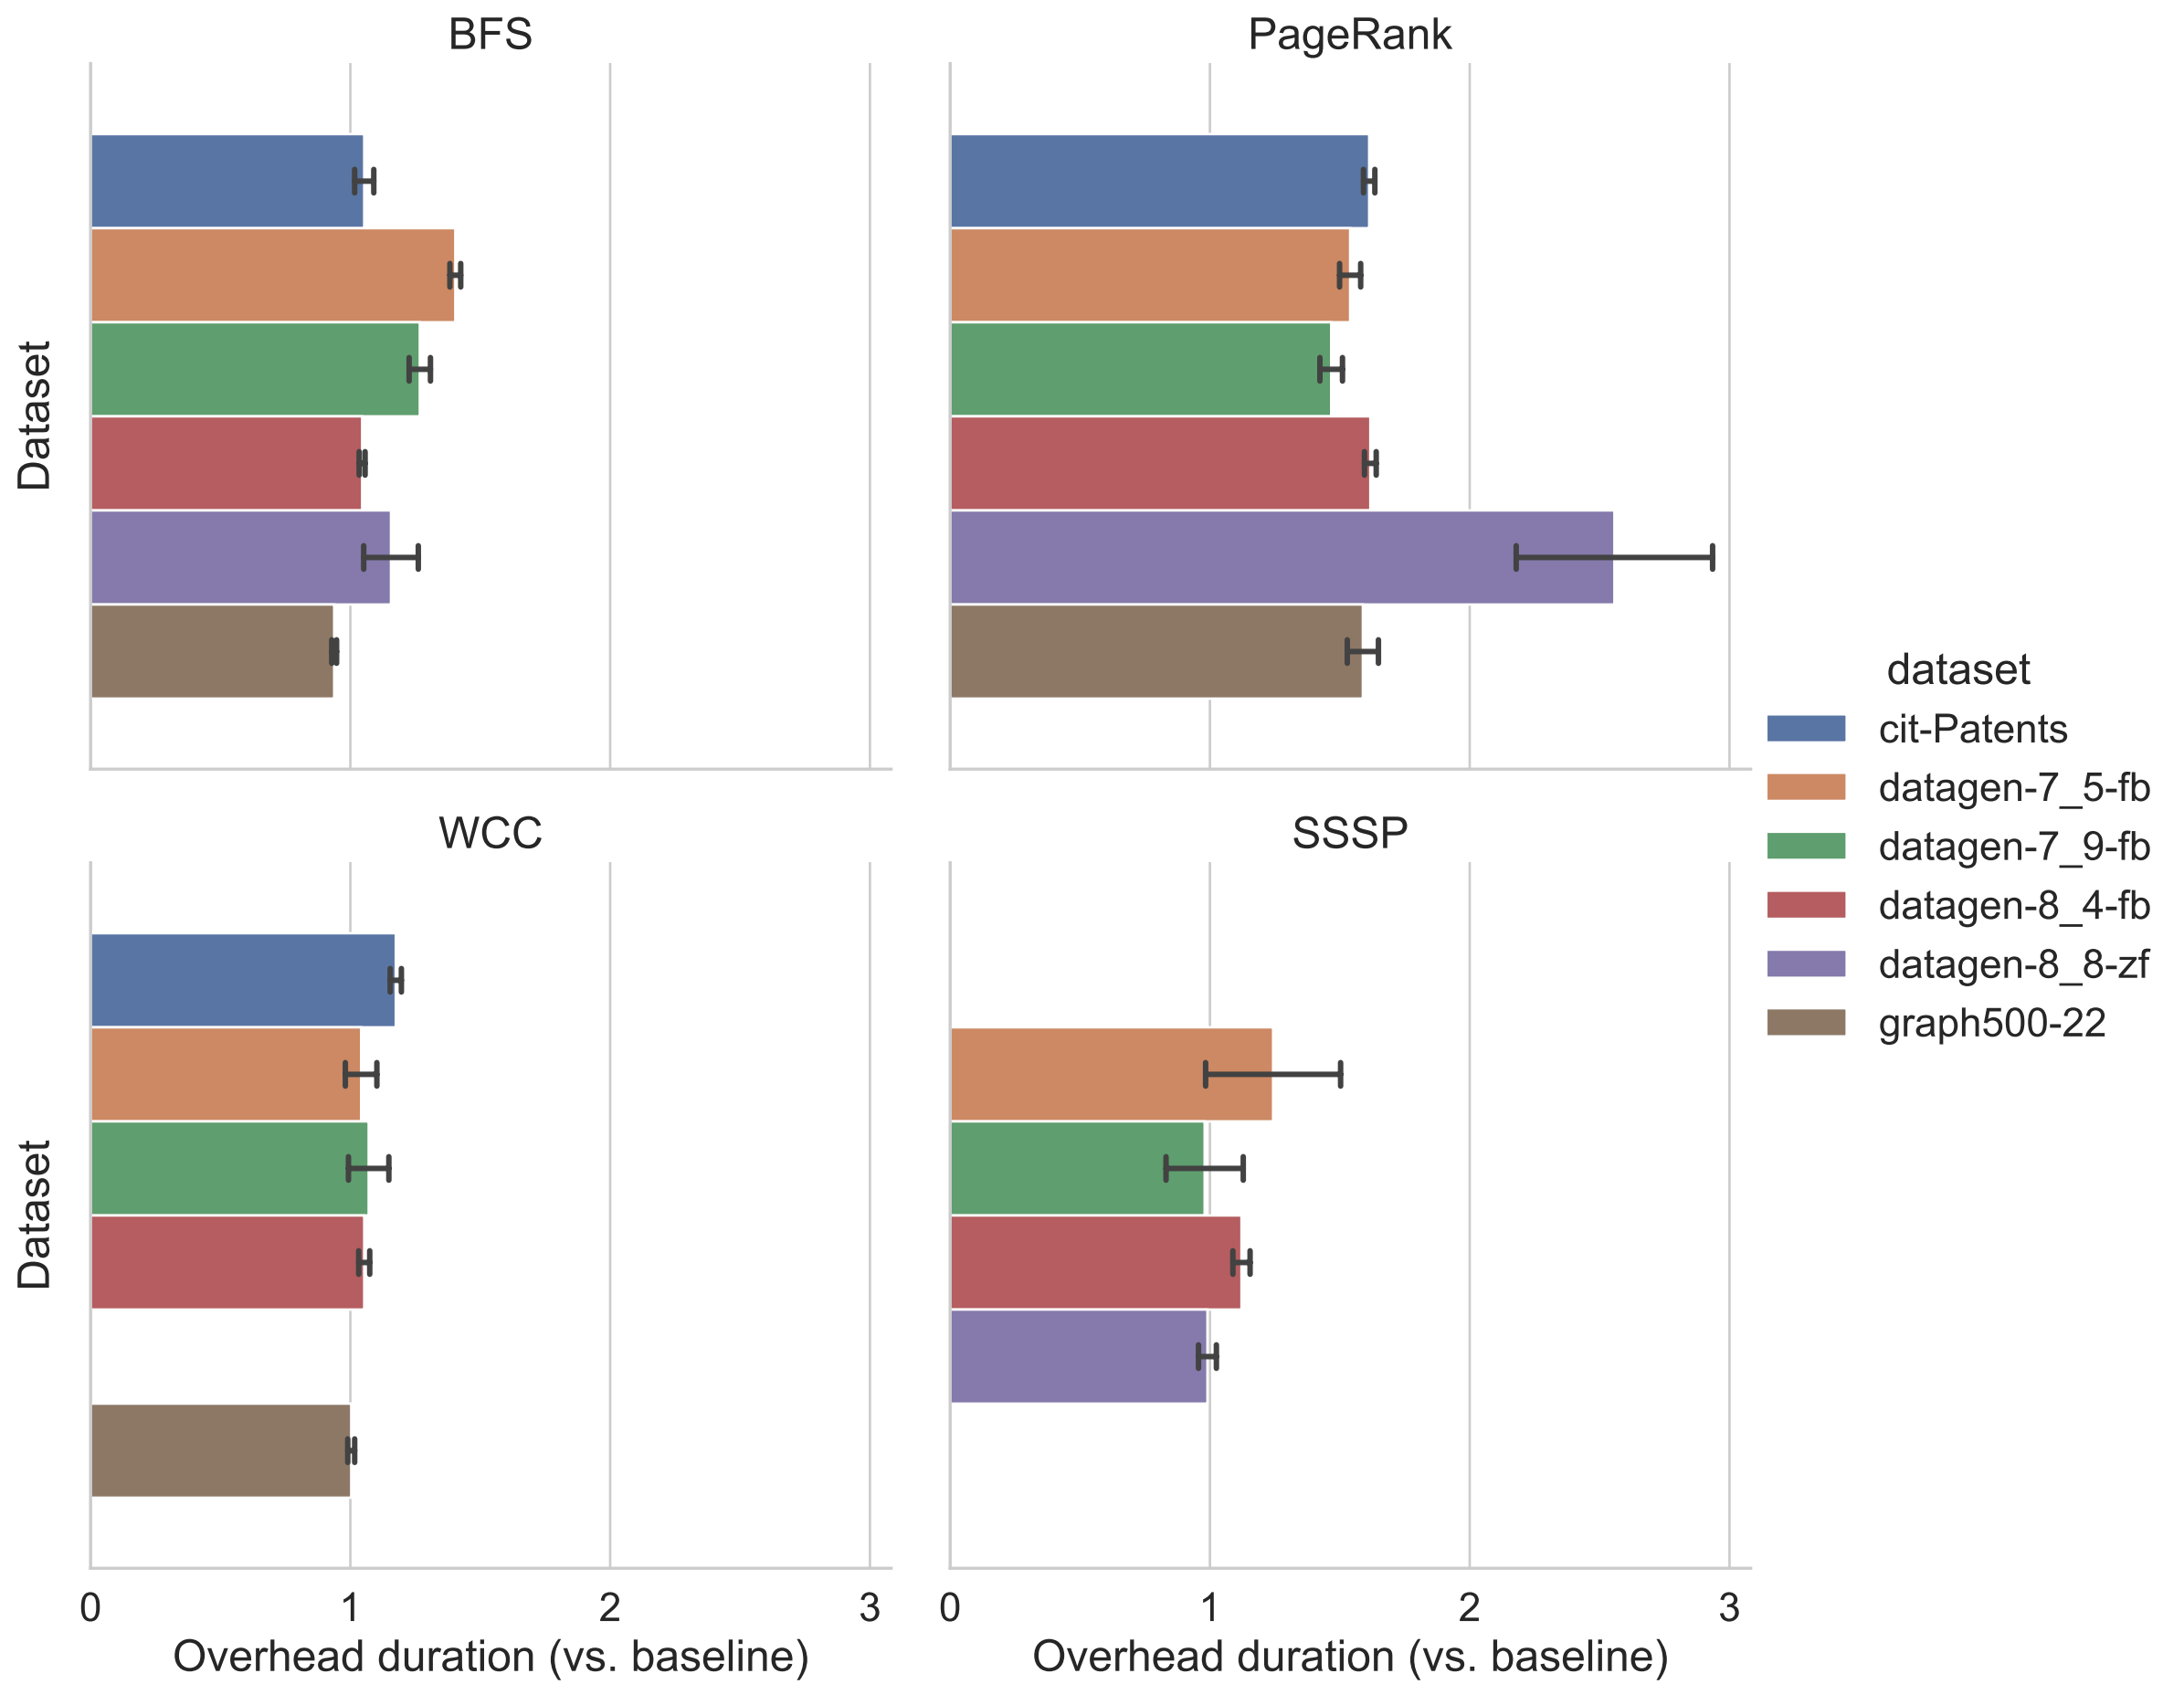 BFS
PageRank
Dataset
WCC
SSSP
Dataset
0 1 2 3
0 1 2 3
Overhead duration (vs. baseline)
Overhead duration (vs. baseline)
dataset
cit-Patents
datagen-7_5-fb
datagen-7_9-fb
datagen-8_4-fb
datagen-8_8-zf
graph500-22